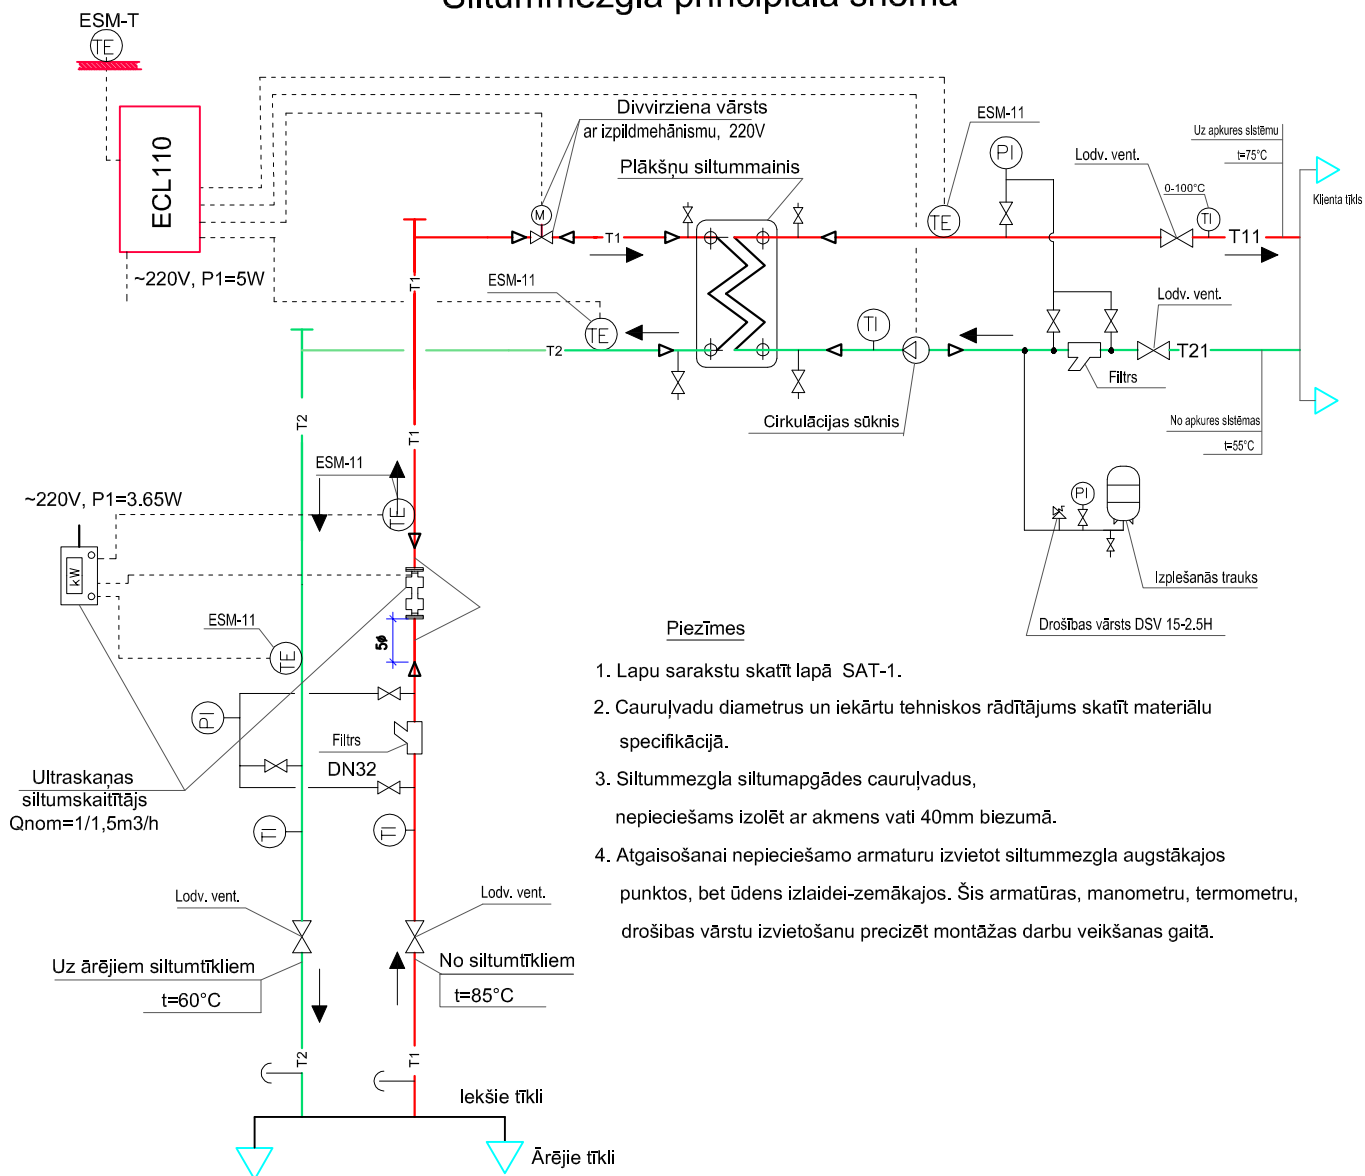 Siltummezgla principiālā shēma
ESM-T
TE
ECL110
~220V, P1=5W
Divvirziena vārsts
ar izpildmehānismu, 220V
Plākšņu siltummainis
M
T1
ESM-11
TE
T2
T1
ESM-11
TE
PI
Lodv. vent.
0-100°C
TI
T11
Uz apkures sistēmu
t=75°C
Klienta tīkls
TI
Cirkulācijas sūknis
Lodv. vent.
T21
Filtrs
No apkures sistēmas
t=55°C
PI
Izplešanās trauks
Drošības vārsts DSV 15-2.5H
T2
T1
ESM-11
TE
~220V, P1=3.65W
kW
ESM-11
TE
5ø
PI
Filtrs
DN32
Ultraskaņas
siltumskaitītājs
Qnom=1/1,5m3/h
TI
TI
Lodv. vent.
Lodv. vent.
Uz ārējiem siltumtīkliem
t=60°C
No siltumtīkliem
t=85°C
T2
T1
Iekšie tīkli
Ārējie tīkli
Piezīmes
1. Lapu sarakstu skatīt lapā SAT-1.
2. Cauruļvadu diametrus un iekārtu tehniskos rādītājums skatīt materiālu
specifikācijā.
3. Siltummezgla siltumapgādes cauruļvadus,
nepieciešams izolēt ar akmens vati 40mm biezumā.
4. Atgaisošanai nepieciešamo armaturu izvietot siltummezgla augstākajos
punktos, bet ūdens izlaidei-zemākajos. Šis armatūras, manometru, termometru,
drošibas vārstu izvietošanu precizēt montāžas darbu veikšanas gaitā.